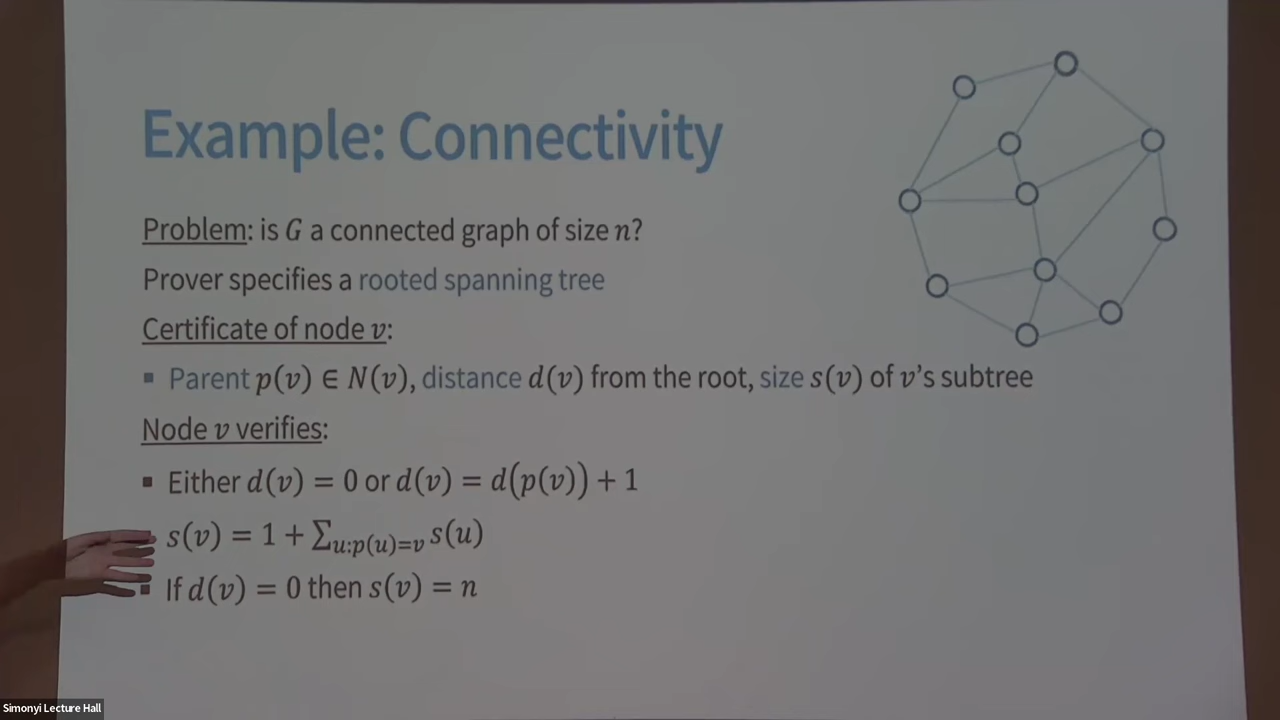 Example: Connectivity
Problem: is G a connected graph of size n?
Prover specifies a rooted spanning tree
Certificate of node v:
▪ Parent p(v) ∈ N(v), distance d(v) from the root, size s(v) of v's subtree
Node v verifies:
▪ Either d(v) = 0 or d(v) = d(p(v)) + 1
s(v) = 1 + ∑_{u:p(u)=v} s(u)
▪ If d(v) = 0 then s(v) = n
Simonyi Lecture Hall